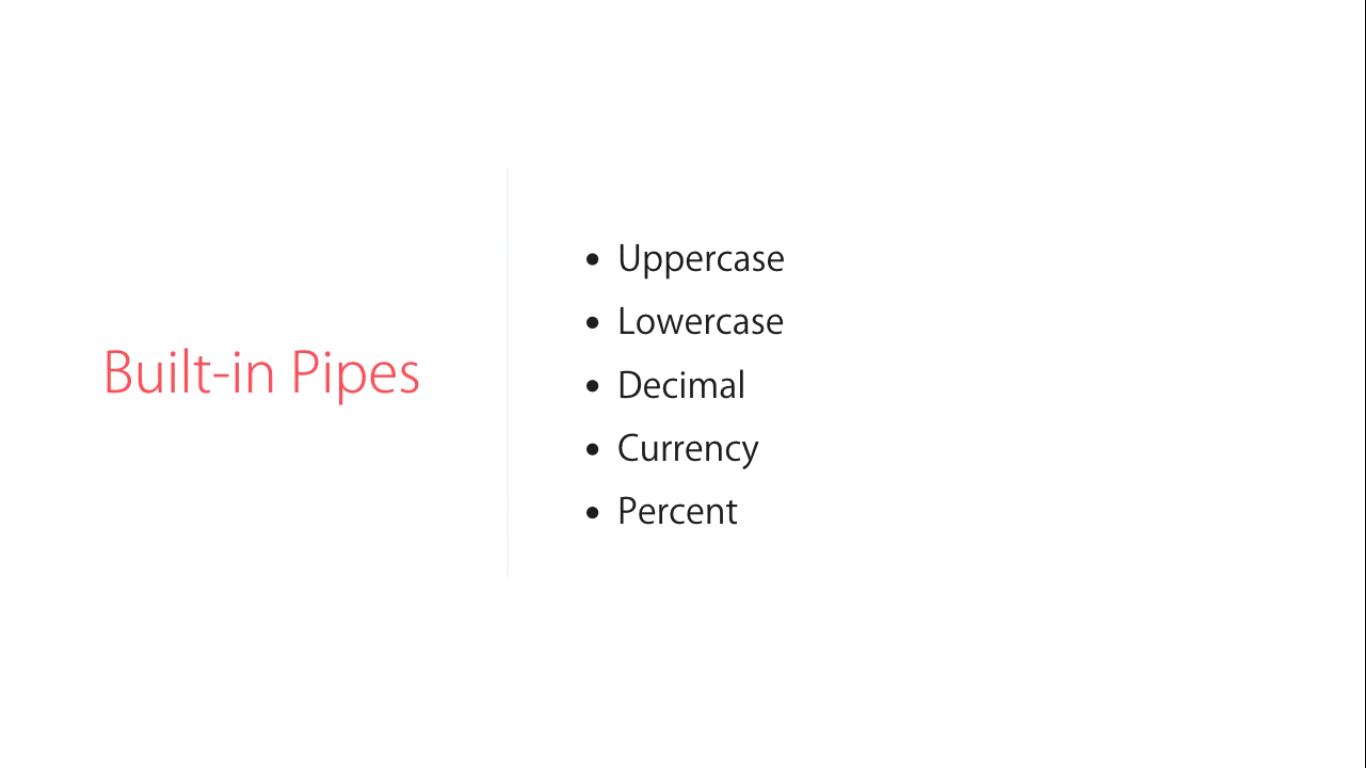 Built-in Pipes
Uppercase
Lowercase
Decimal
Currency
Percent